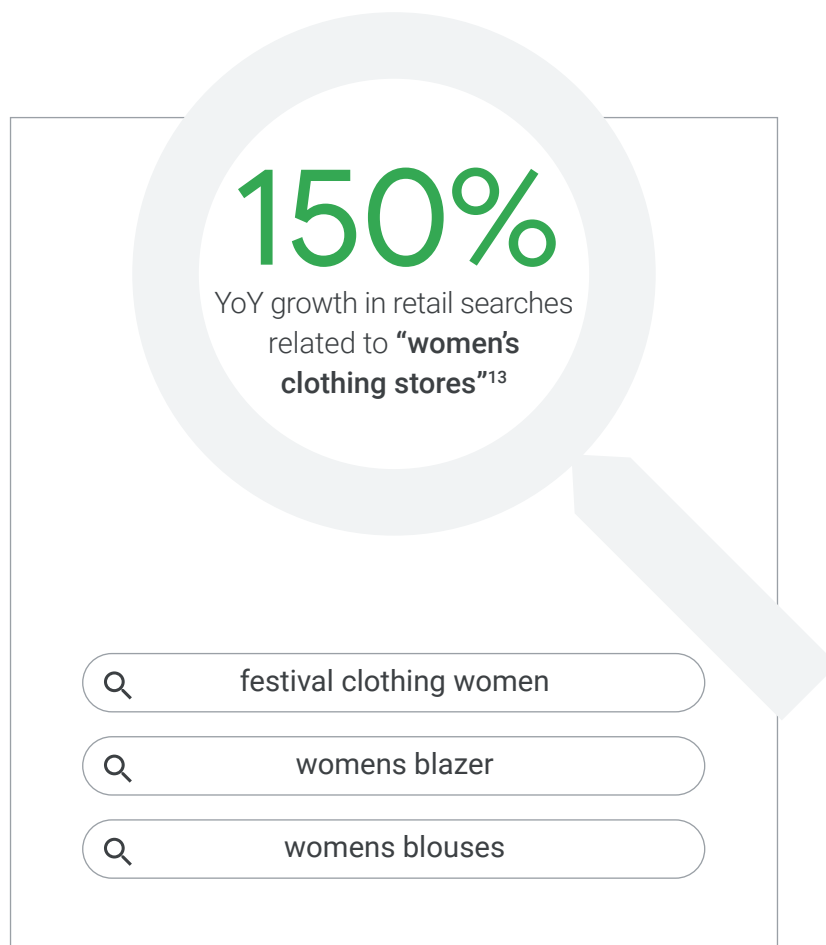 150%
YoY growth in retail searches
related to “women’s
clothing stores”¹³
festival clothing women
womens blazer
womens blouses